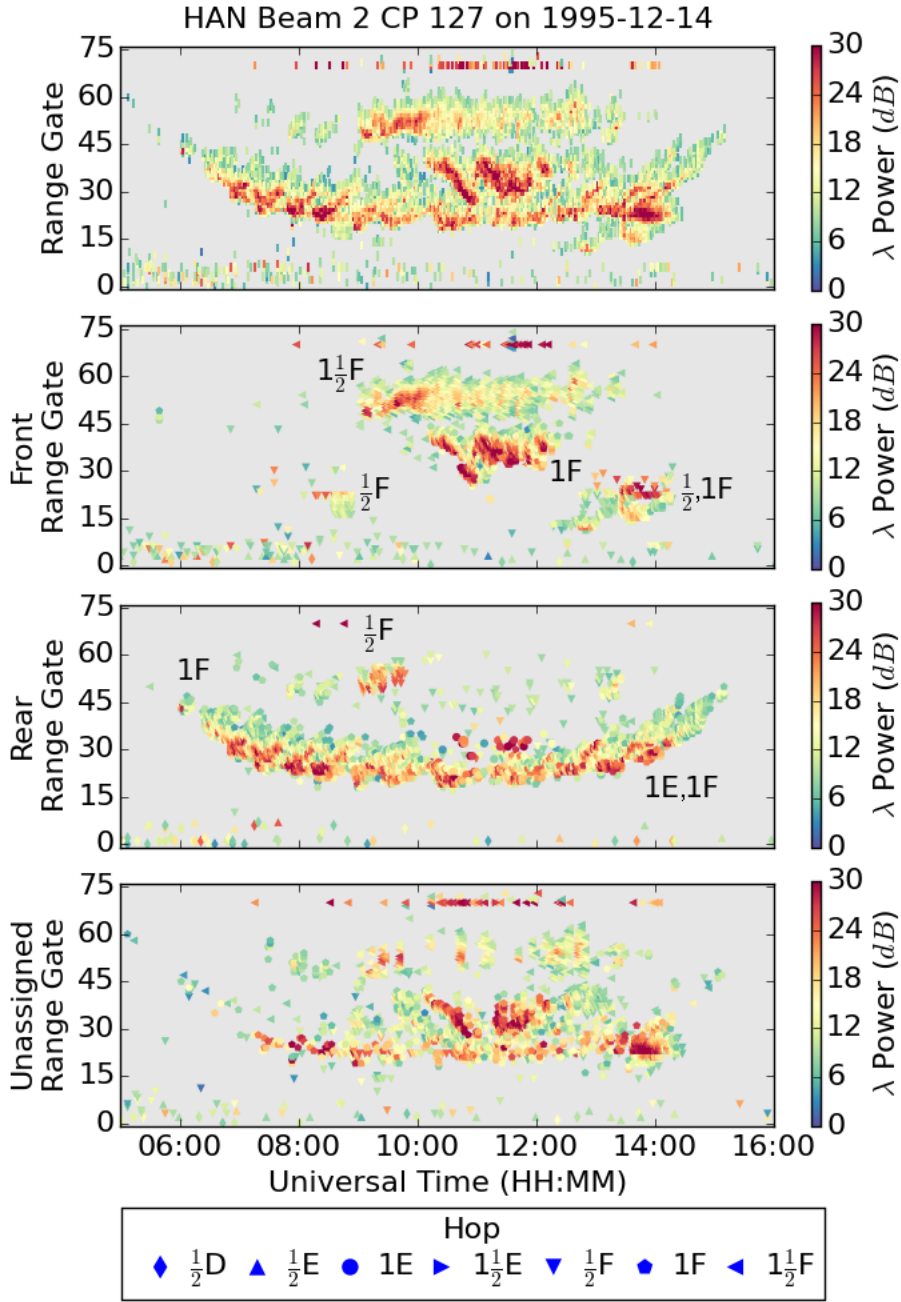 HAN Beam 2 CP 127 on 1995-12-14
75
60
45
30
15
0
Range Gate
30
24
18
12
6
0
λ Power (dB)
75
60
45
30
15
0
Front
Range Gate
1½F
½F
1F
½,1F
30
24
18
12
6
0
λ Power (dB)
75
60
45
30
15
0
Rear
Range Gate
1F
½F
1E,1F
30
24
18
12
6
0
λ Power (dB)
75
60
45
30
15
0
Unassigned
Range Gate
30
24
18
12
6
0
λ Power (dB)
06:00 08:00 10:00 12:00 14:00 16:00
Universal Time (HH:MM)
Hop
½D ½E 1E 1½E ½F 1F 1½F